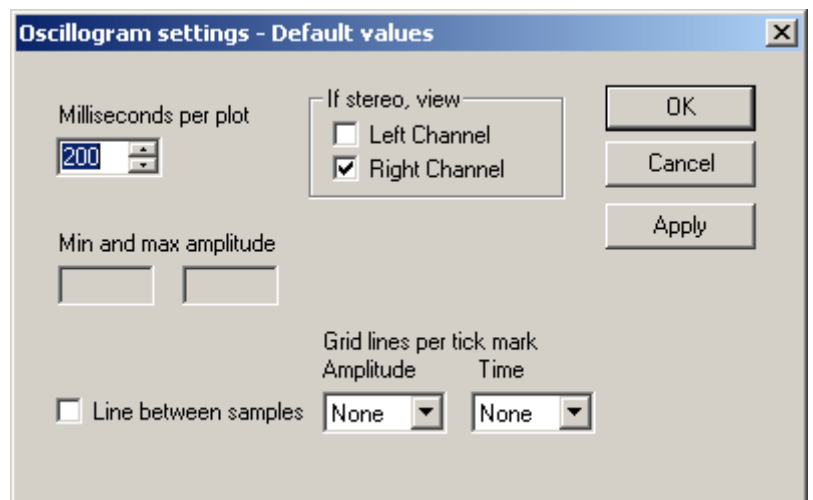 Oscillogram settings - Default values
Milliseconds per plot
200
If stereo, view
Left Channel
Right Channel
OK
Cancel
Apply
Min and max amplitude
Grid lines per tick mark
Amplitude Time
Line between samples
None None